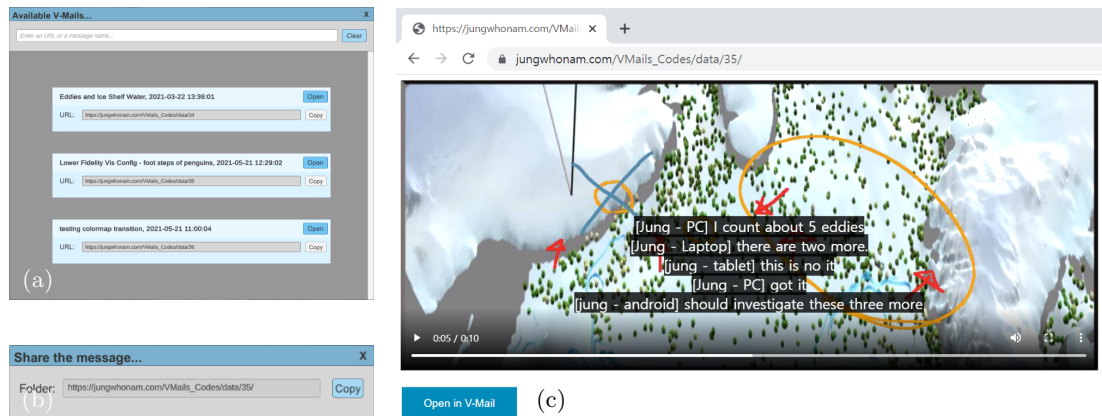 Available V-Mails... X
Enter an URL or a message name... Clear
Eddies and Ice Shelf Water, 2021-03-22 13:36:01 Open
URL: https://jungwhonam.com/VMails_Codes/data/34 Copy
Lower Fidelity Vis Config - foot steps of penguins, 2021-05-21 12:29:02 Open
URL: https://jungwhonam.com/VMails_Codes/data/35 Copy
testing colormap transition, 2021-05-21 11:00:04 Open
URL: https://jungwhonam.com/VMails_Codes/data/36 Copy
(a)
Share the message... X
Folder: https://jungwhonam.com/VMails_Codes/data/35/ Copy
(b)
https://jungwhonam.com/VMail
jungwhonam.com/VMails_Codes/data/35/
[Jung - PC] I count about 5 eddies
[Jung - Laptop] there are two more.
[jung - tablet] this is no it
[Jung - PC] got it
[jung - android] should investigate these three more
0:05 / 0:10
Open in V-Mail
(c)